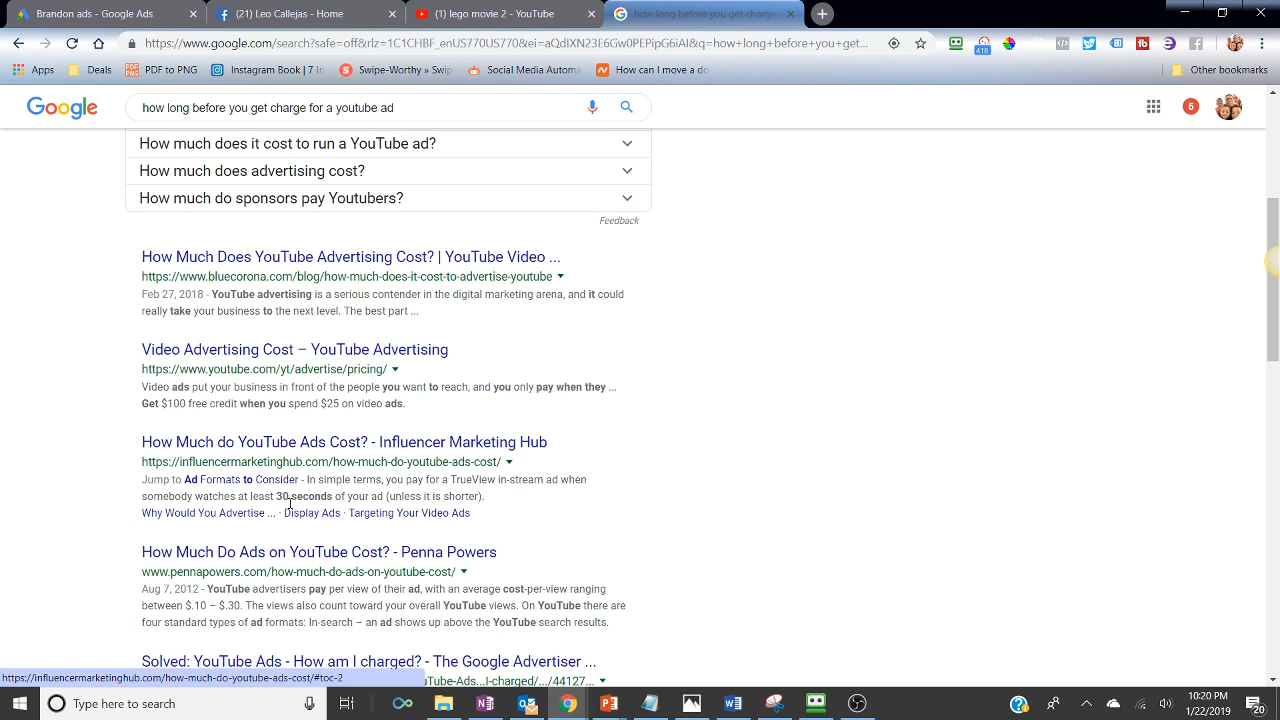 Brandon ads - Google Ads
(21) Leo Callejas - Home
(1) lego movie 2 - YouTube
how long before you get charge
https://www.google.com/search?safe=off&rlz=1C1CHBF_enUS770US770&ei=aQdIXN23E6Gw0PEPipG6iAI&q=how+long+before+you+get...
418
Apps
Deals
PDF to PNG
Instagram Book | 7 In
Swipe-Worthy » Swip
Social Media Automa
How can I move a do
Other bookmarks
Google
how long before you get charge for a youtube ad
5
How much does it cost to run a YouTube ad?
How much does advertising cost?
How much do sponsors pay Youtubers?
Feedback
How Much Does YouTube Advertising Cost? | YouTube Video ...
https://www.bluecorona.com/blog/how-much-does-it-cost-to-advertise-youtube
Feb 27, 2018 - YouTube advertising is a serious contender in the digital marketing arena, and it could
really take your business to the next level. The best part ...
Video Advertising Cost – YouTube Advertising
https://www.youtube.com/yt/advertise/pricing/
Video ads put your business in front of the people you want to reach, and you only pay when they ...
Get $100 free credit when you spend $25 on video ads.
How Much do YouTube Ads Cost? - Influencer Marketing Hub
https://influencermarketinghub.com/how-much-do-youtube-ads-cost/
Jump to Ad Formats to Consider - In simple terms, you pay for a TrueView in-stream ad when
somebody watches at least 30 seconds of your ad (unless it is shorter).
Why Would You Advertise ... · Display Ads · Targeting Your Video Ads
How Much Do Ads on YouTube Cost? - Penna Powers
www.pennapowers.com/how-much-do-ads-on-youtube-cost/
Aug 7, 2012 - YouTube advertisers pay per view of their ad, with an average cost-per-view ranging
between $.10 – $.30. The views also count toward your overall YouTube views. On YouTube there are
four standard types of ad formats: In-search – an ad shows up above the YouTube search results.
Solved: YouTube Ads - How am I charged? - The Google Advertiser ...
https://influencermarketinghub.com/how-much-do-youtube-ads-cost/#toc-2
uTube-Ads...I-charged/.../44127...
Type here to search
10:20 PM
1/22/2019
20